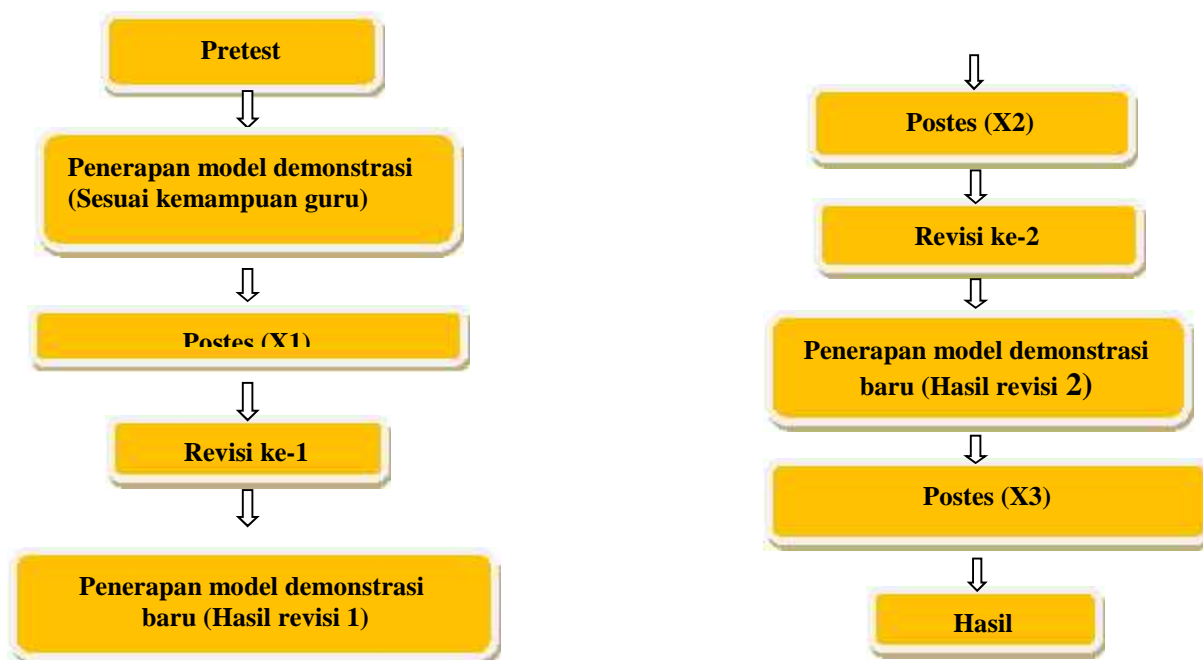 Pretest
Penerapan model demonstrasi
(Sesuai kemampuan guru)
Postes (X1)
Revisi ke-1
Penerapan model demonstrasi
baru (Hasil revisi 1)
Postes (X2)
Revisi ke-2
Penerapan model demonstrasi
baru (Hasil revisi 2)
Postes (X3)
Hasil